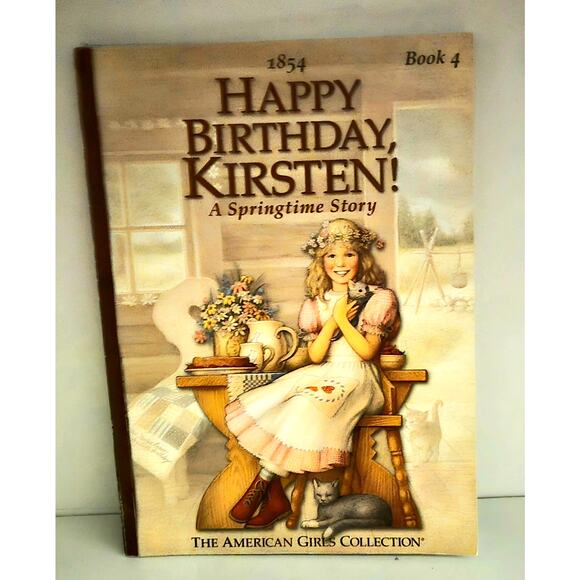 1854
Book 4
HAPPY
BIRTHDAY,
KIRSTEN!
A Springtime Story
THE AMERICAN GIRLS COLLECTION®